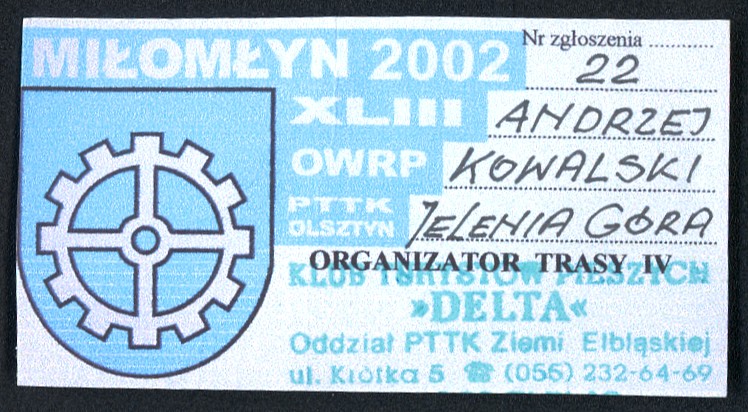 MIŁOMŁYN 2002
Nr zgłoszenia ..............
22
XLIII
ANDRZEJ
OWRP
KOWALSKI
PTTK
OLSZTYN
JELENIA GÓRA
ORGANIZATOR TRASY IV
KLUB TURYSTÓW PIESZYCH
»DELTA«
Oddział PTTK Ziemi Elbląskiej
ul. Krótka 5 ☎ (055) 232-64-69